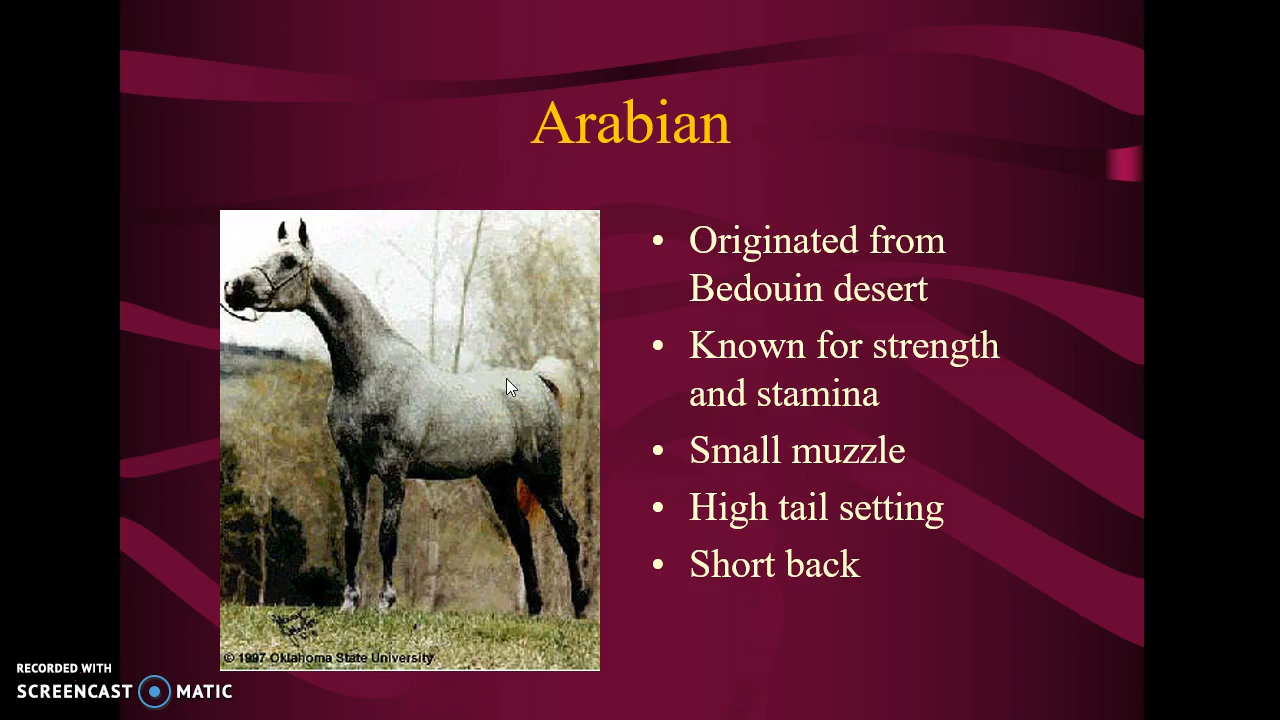 Arabian
• Originated from
Bedouin desert
• Known for strength
and stamina
• Small muzzle
• High tail setting
• Short back
© 1997 Oklahoma State University
RECORDED WITH
SCREENCAST MATIC